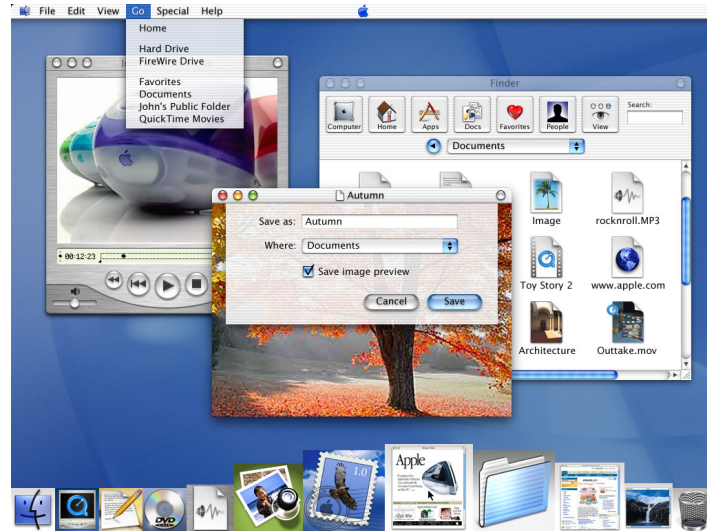 File Edit View Go Special Help
Home
Hard Drive
FireWire Drive
Favorites
Documents
John's Public Folder
QuickTime Movies
Finder
Computer
Home
Apps
Docs
Favorites
People
View
Search:
Documents
Autumn
Save as: Autumn
Where: Documents
Save image preview
Cancel
Save
Image
rocknroll.MP3
Toy Story 2
www.apple.com
Architecture
Outtake.mov
00:12:23
DVD
1.0
Apple